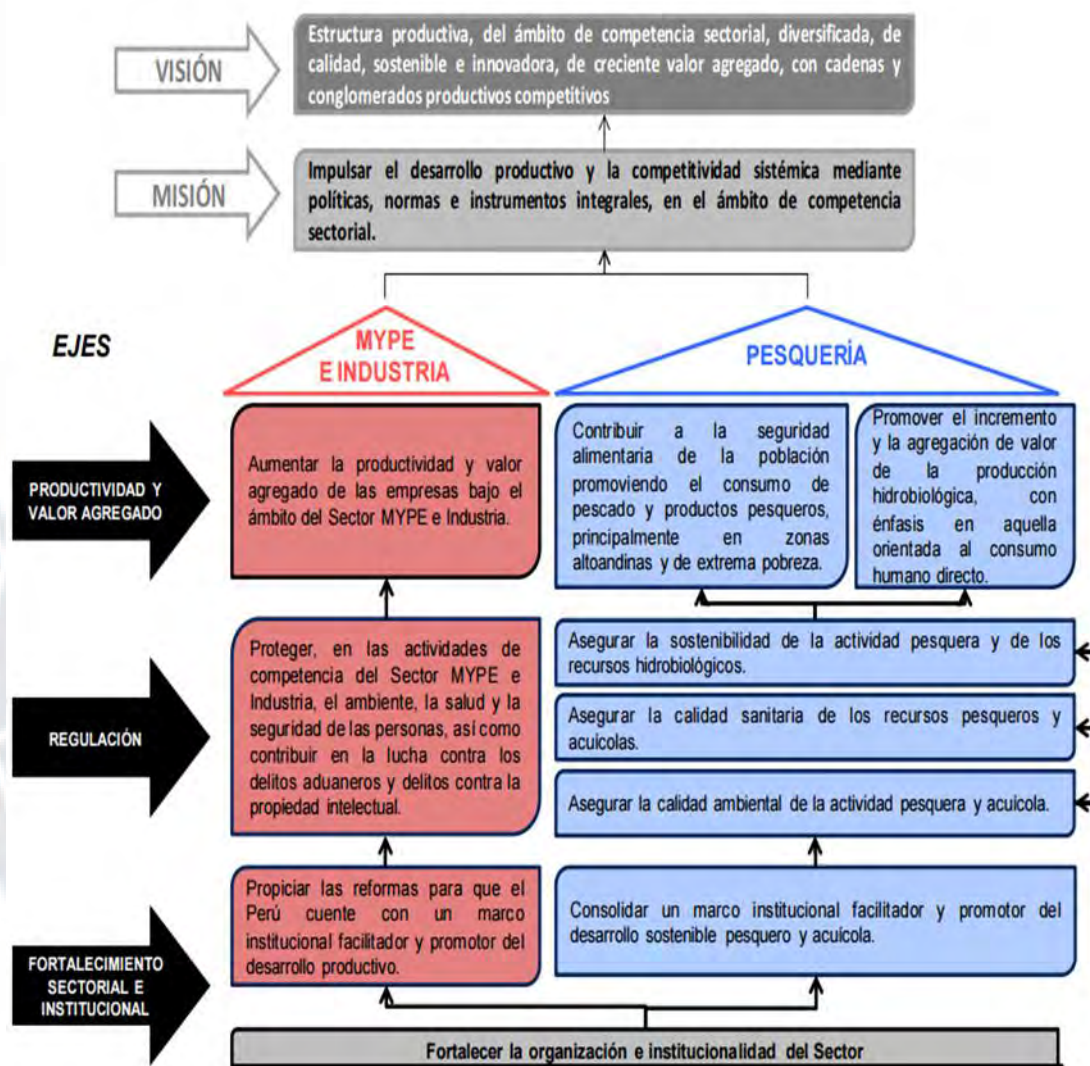 VISIÓN
Estructura productiva, del ámbito de competencia sectorial, diversificada, de
calidad, sostenible e innovadora, de creciente valor agregado, con cadenas y
conglomerados productivos competitivos
MISIÓN
Impulsar el desarrollo productivo y la competitividad sistémica mediante
políticas, normas e instrumentos integrales, en el ámbito de competencia
sectorial.
EJES
MYPE
E INDUSTRIA
PESQUERÍA
PRODUCTIVIDAD Y
VALOR AGREGADO
Aumentar la productividad y valor
agregado de las empresas bajo el
ámbito del Sector MYPE e Industria.
Contribuir a la seguridad
alimentaria de la población
promoviendo el consumo de
pescado y productos pesqueros,
principalmente en zonas
altoandinas y de extrema pobreza.
Promover el incremento
y la agregación de valor
de la producción
hidrobiológica, con
énfasis en aquella
orientada al consumo
humano directo.
REGULACIÓN
Proteger, en las actividades de
competencia del Sector MYPE e
Industria, el ambiente, la salud y la
seguridad de las personas, así como
contribuir en la lucha contra los
delitos aduaneros y delitos contra la
propiedad intelectual.
Asegurar la sostenibilidad de la actividad pesquera y de los
recursos hidrobiológicos.
Asegurar la calidad sanitaria de los recursos pesqueros y
acuícolas.
Asegurar la calidad ambiental de la actividad pesquera y acuícola.
FORTALECIMIENTO
SECTORIAL E
INSTITUCIONAL
Propiciar las reformas para que el
Perú cuente con un marco
institucional facilitador y promotor del
desarrollo productivo.
Consolidar un marco institucional facilitador y promotor del
desarrollo sostenible pesquero y acuícola.
Fortalecer la organización e institucionalidad del Sector